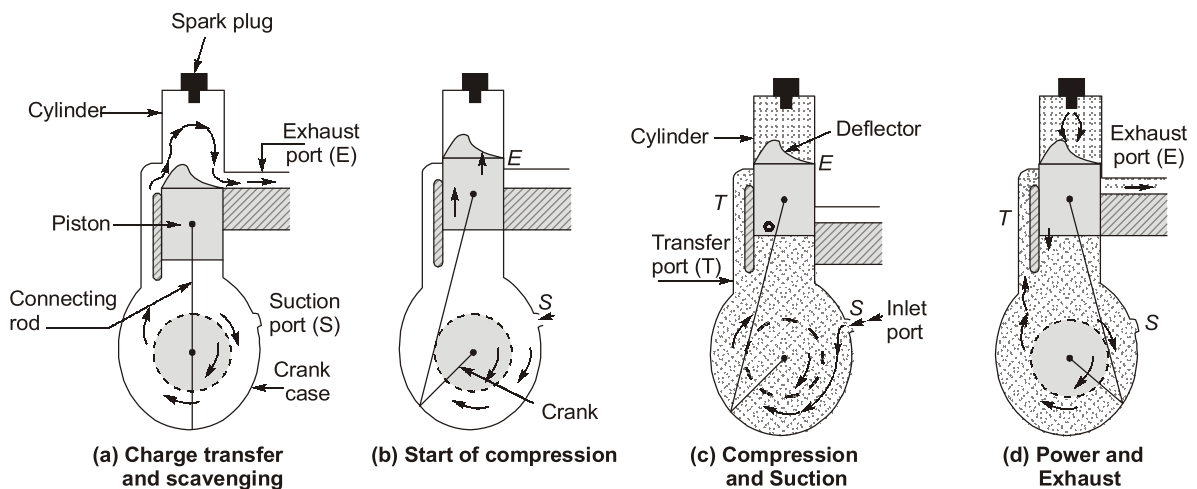 Spark plug
Cylinder
Exhaust
port (E)
Piston
Connecting
rod
Suction
port (S)
Crank
case
(a) Charge transfer
and scavenging
E
S
Crank
(b) Start of compression
Cylinder
Deflector
E
T
Transfer
port (T)
S
Inlet
port
(c) Compression
and Suction
Exhaust
port (E)
T
S
(d) Power and
Exhaust